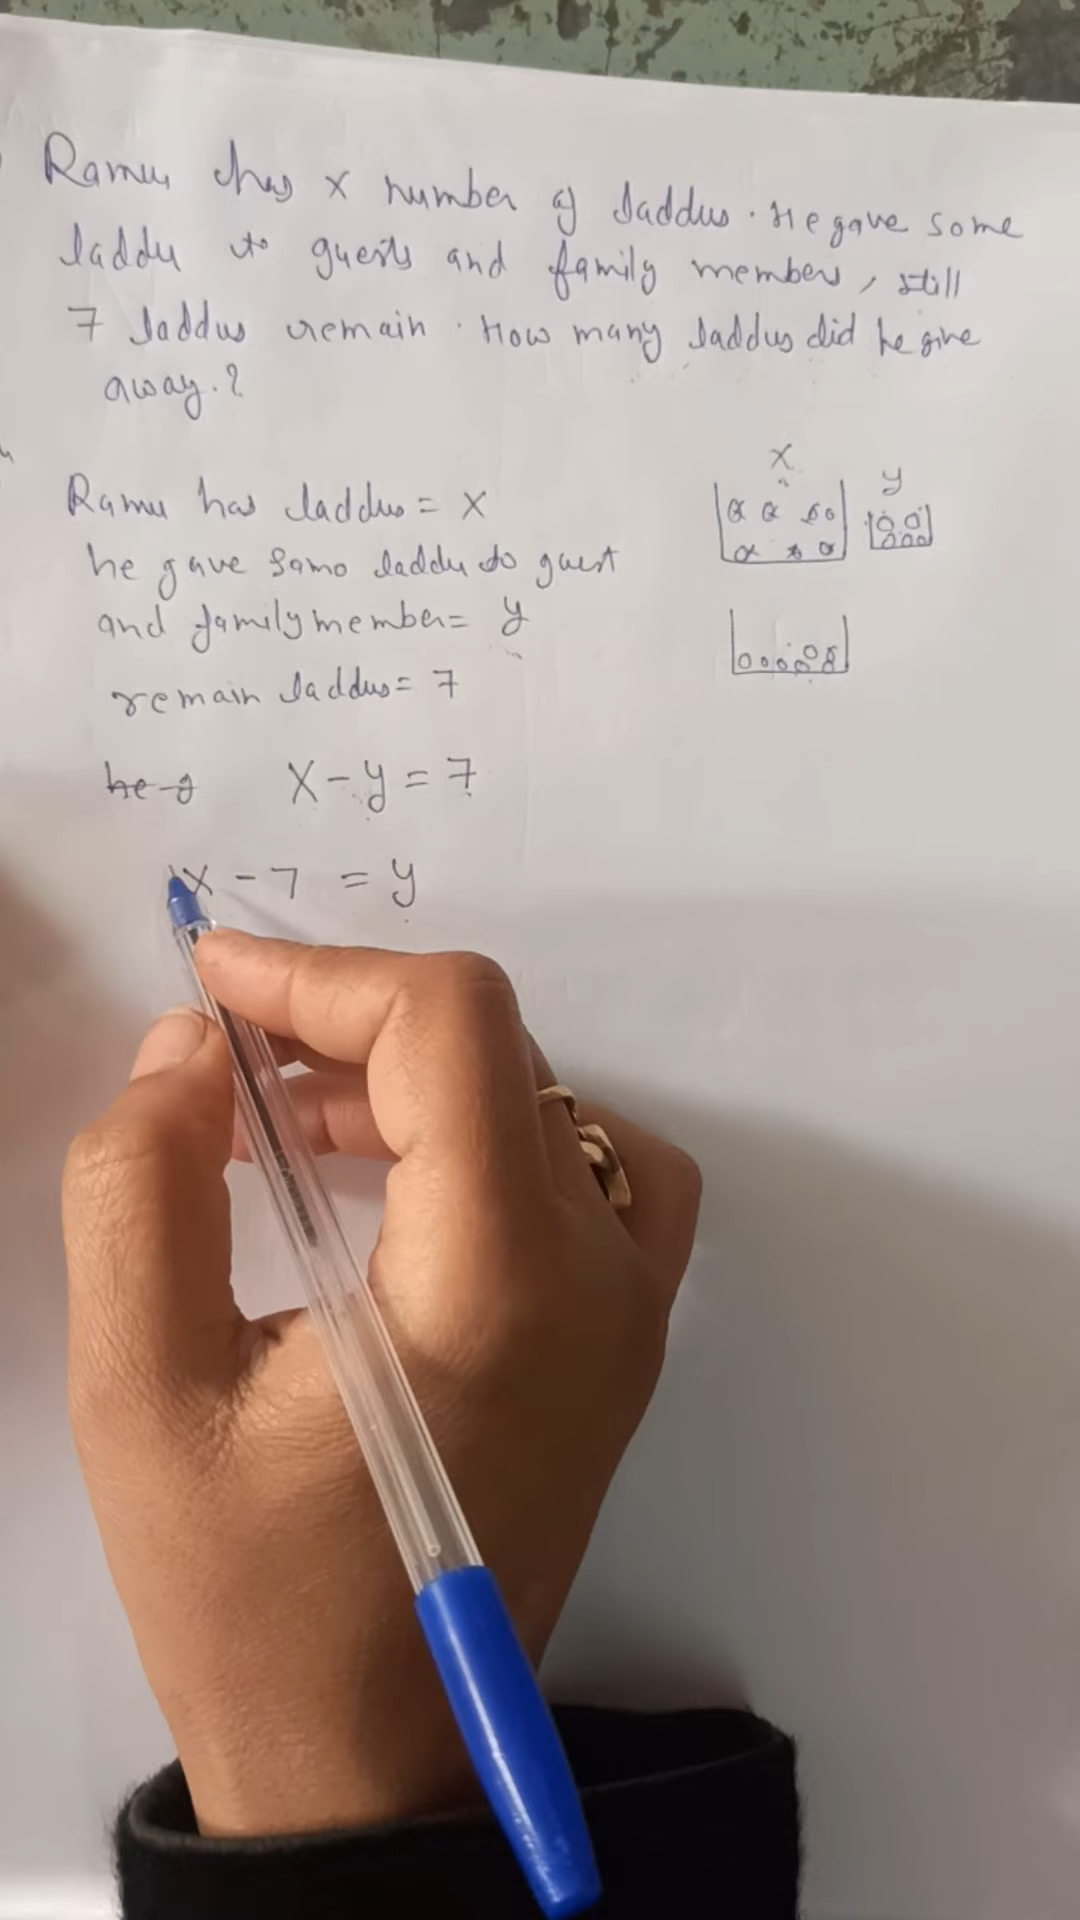 Ramu has x number of laddus. He gave some
laddu to guests and family members, still
7 laddus remain. How many laddus did he give
away.?
Ramu has laddus = x
he gave samo laddu to guest
and family member= y
remain laddus= 7
he g
x - y = 7
x - 7 = y
x
y